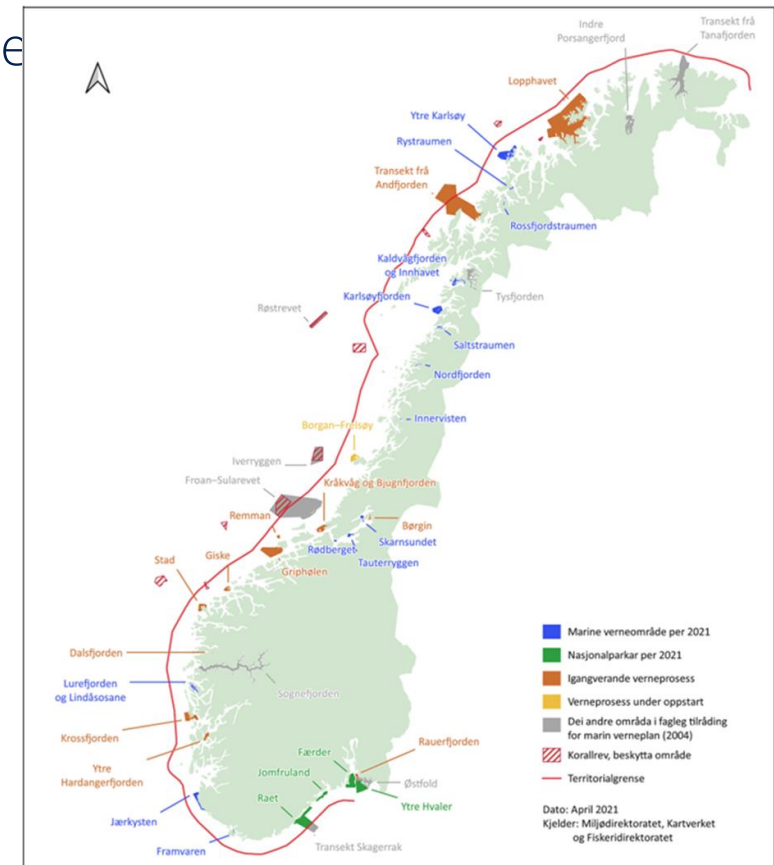 e
Indre
Porsangerfjord
Transekt frå
Tanafjorden
Lopphavet
Ytre Karlsøy
Rystraumen
Transekt frå
Andfjorden
Rossfjordstraumen
Kaldvågfjorden
og Innhavet
Karlsøyfjorden
Tysfjorden
Røstrevet
Saltstraumen
Nordfjorden
Innervisten
Borgan–Frelsøy
Iverryggen
Froan–Sularevet
Kråkvåg og Bjugnfjorden
Remman
Børgin
Skarnsundet
Rødberget
Tauterryggen
Stad
Giske
Griphølen
Dalsfjorden
Lurefjorden
og Lindåsosane
Sognefjorden
Krossfjorden
Ytre
Hardangerfjorden
Rauerfjorden
Færder
Jomfruland
Østfold
Raet
Ytre Hvaler
Jærkysten
Framvaren
Transekt Skagerrak
Marine verneområde per 2021
Nasjonalparkar per 2021
Igangverande verneprosess
Verneprosess under oppstart
Dei andre områda i fagleg tilråding
for marin verneplan (2004)
Korallrev, beskytta område
Territorialgrense
Dato: April 2021
Kjelder: Miljødirektoratet, Kartverket
og Fiskeridirektoratet